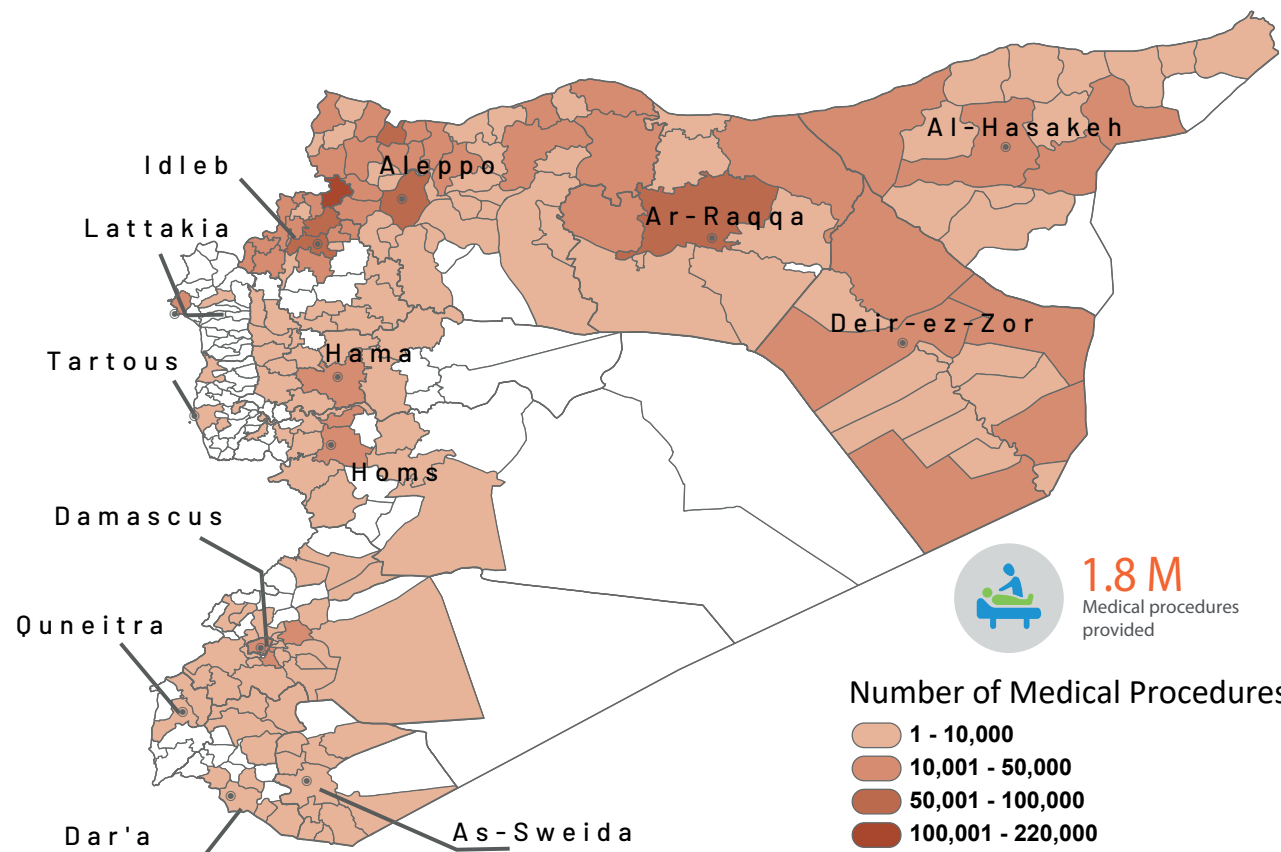 Al-Hasakeh
Idleb
Aleppo
Lattakia
Ar-Raqqa
Deir-ez-Zor
Tartous
Hama
Homs
Damascus
1.8 M
Medical procedures
provided
Quneitra
Number of Medical Procedures
1 - 10,000
10,001 - 50,000
50,001 - 100,000
100,001 - 220,000
Dar'a
As-Sweida